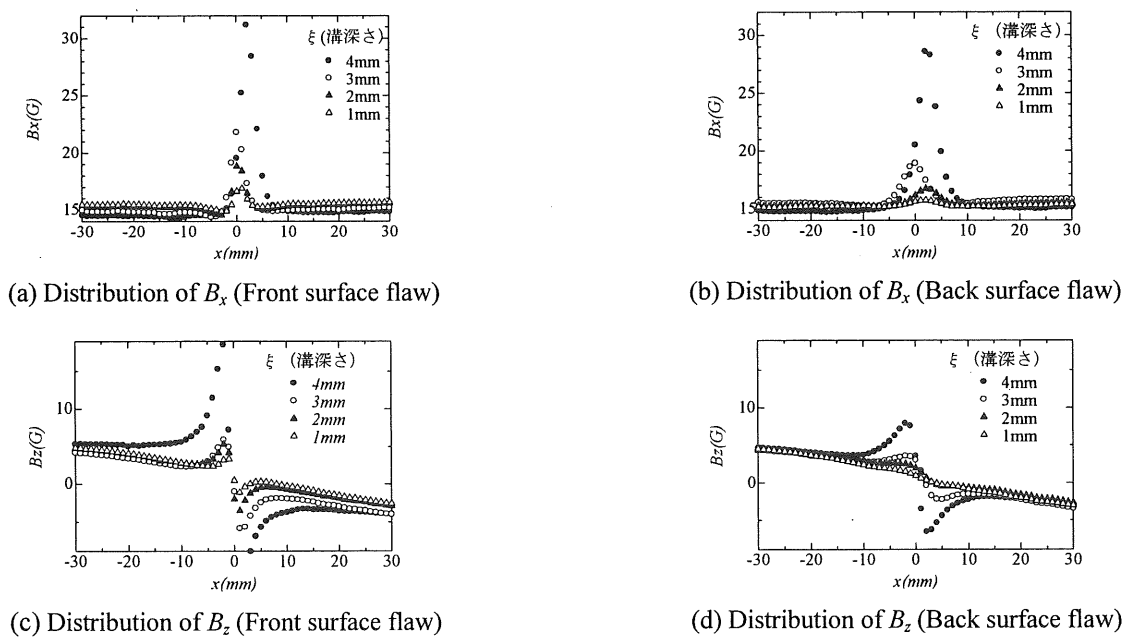 30
25
20
15
Bx(G)
ξ (溝深さ)
4mm
3mm
2mm
1mm
-30 -20 -10 0 10 20 30
x(mm)
(a) Distribution of Bx (Front surface flaw)
30
25
20
15
Bx(G)
ξ (溝深さ)
4mm
3mm
2mm
1mm
-30 -20 -10 0 10 20 30
x(mm)
(b) Distribution of Bx (Back surface flaw)
10
0
Bz(G)
ξ (溝深さ)
4mm
3mm
2mm
1mm
-30 -20 -10 0 10 20 30
x(mm)
(c) Distribution of Bz (Front surface flaw)
10
0
Bz(G)
ξ (溝深さ)
4mm
3mm
2mm
1mm
-30 -20 -10 0 10 20 30
x(mm)
(d) Distribution of Bz (Back surface flaw)